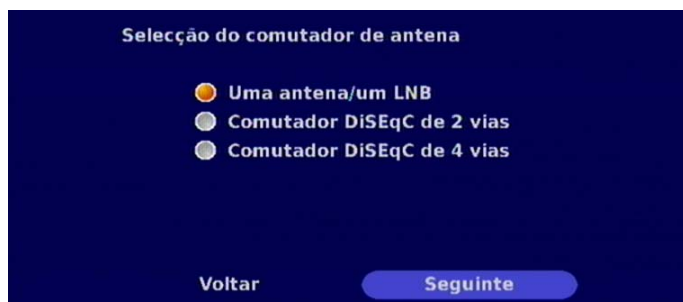 Selecção do comutador de antena
Uma antena/um LNB
Comutador DiSEqC de 2 vias
Comutador DiSEqC de 4 vias
Voltar Seguinte